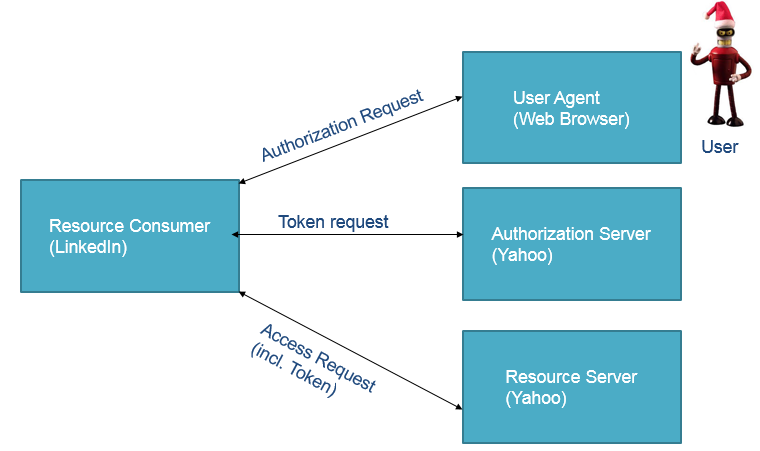 Authorization Request
User Agent
(Web Browser)
User
Resource Consumer
(LinkedIn)
Token request
Authorization Server
(Yahoo)
Access Request
(incl. Token)
Resource Server
(Yahoo)